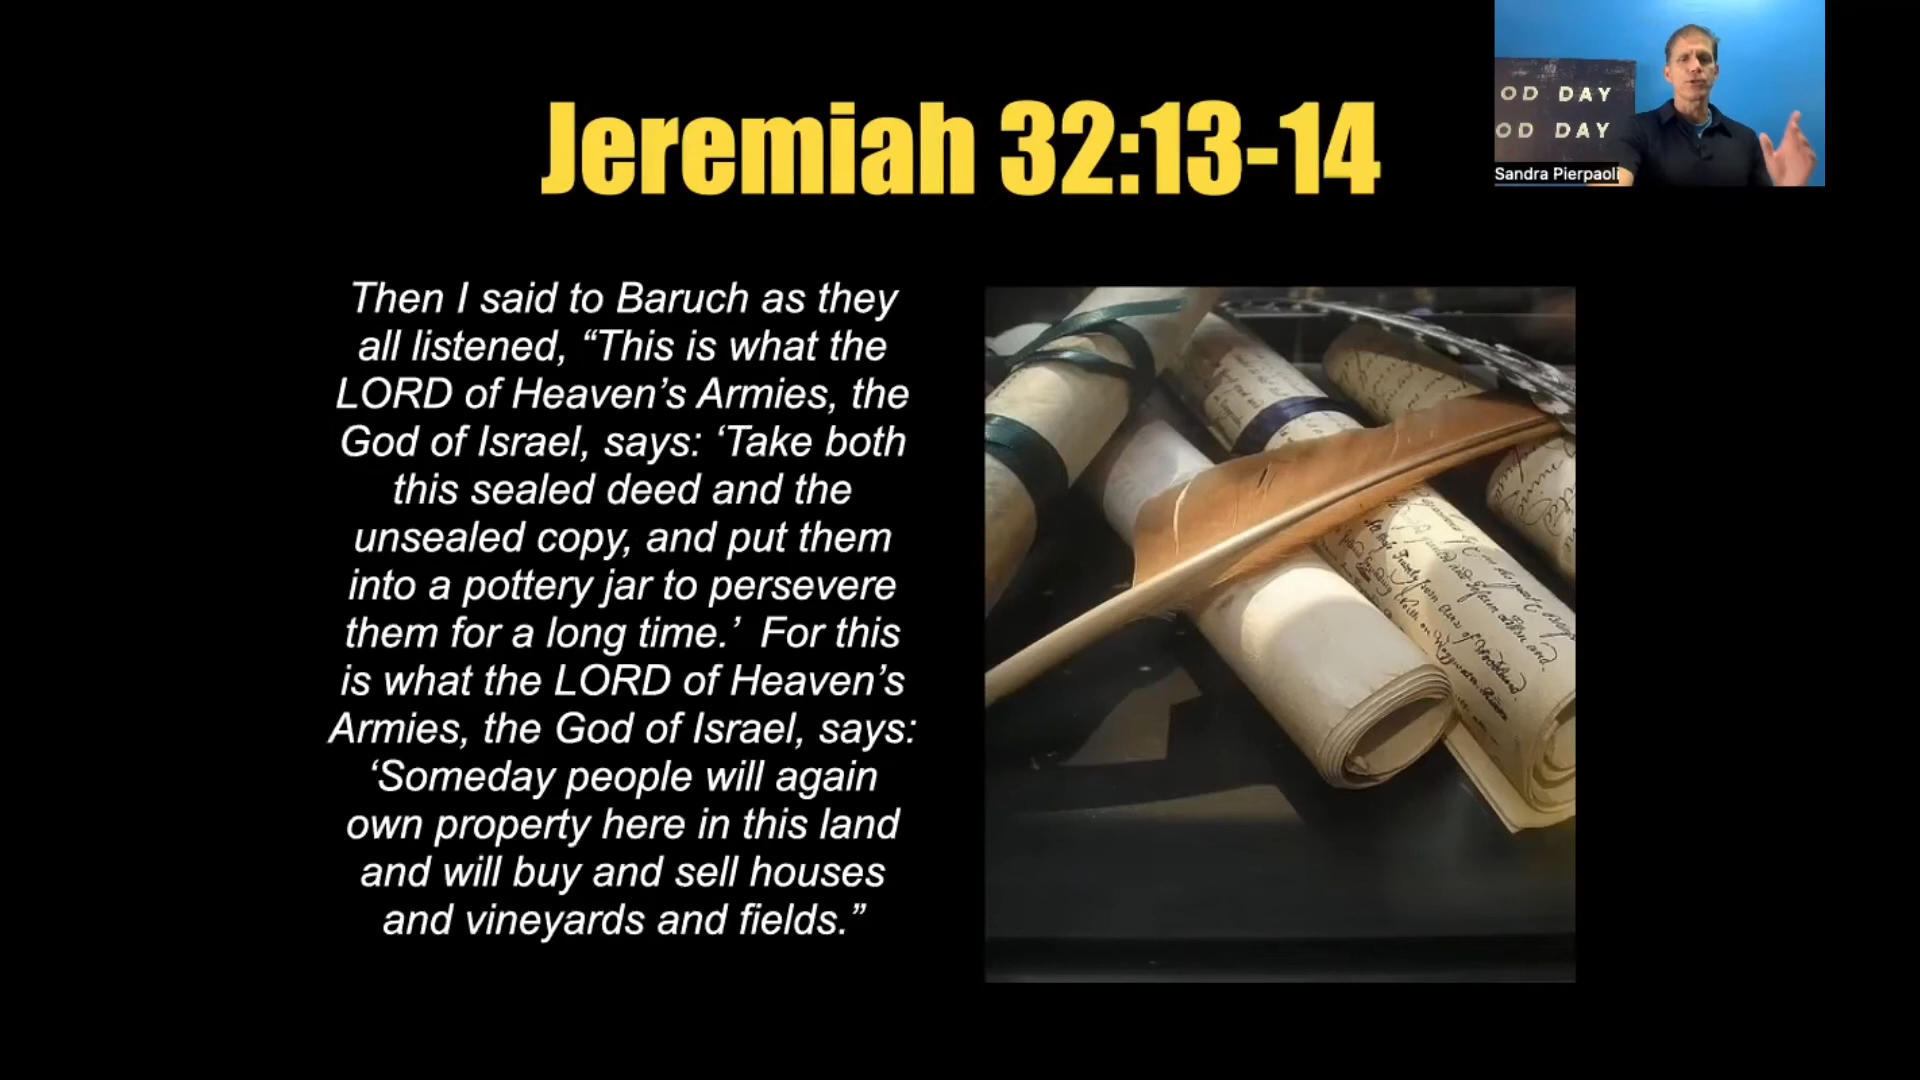 Jeremiah 32:13-14
OD DAY
OD DAY
Sandra Pierpaoli
Then I said to Baruch as they
all listened, “This is what the
LORD of Heaven’s Armies, the
God of Israel, says: ‘Take both
this sealed deed and the
unsealed copy, and put them
into a pottery jar to persevere
them for a long time.’  For this
is what the LORD of Heaven’s
Armies, the God of Israel, says:
‘Someday people will again
own property here in this land
and will buy and sell houses
and vineyards and fields.”